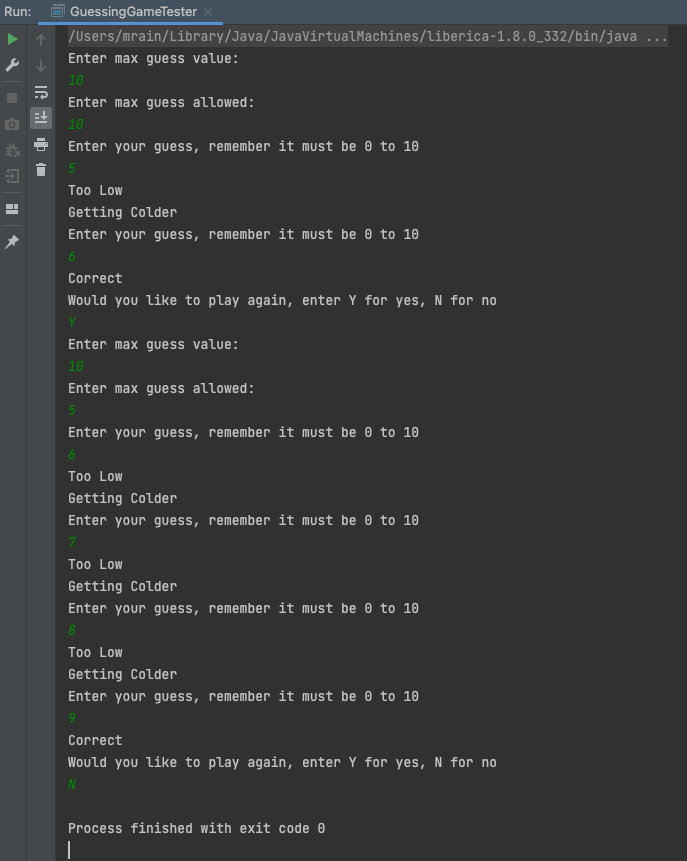 Run: GuessingGameTester
/Users/mrain/Library/Java/JavaVirtualMachines/liberica-1.8.0_332/bin/java ...
Enter max guess value:
10
Enter max guess allowed:
10
Enter your guess, remember it must be 0 to 10
5
Too Low
Getting Colder
Enter your guess, remember it must be 0 to 10
6
Correct
Would you like to play again, enter Y for yes, N for no
Y
Enter max guess value:
10
Enter max guess allowed:
5
Enter your guess, remember it must be 0 to 10
6
Too Low
Getting Colder
Enter your guess, remember it must be 0 to 10
7
Too Low
Getting Colder
Enter your guess, remember it must be 0 to 10
8
Too Low
Getting Colder
Enter your guess, remember it must be 0 to 10
9
Correct
Would you like to play again, enter Y for yes, N for no
N
Process finished with exit code 0